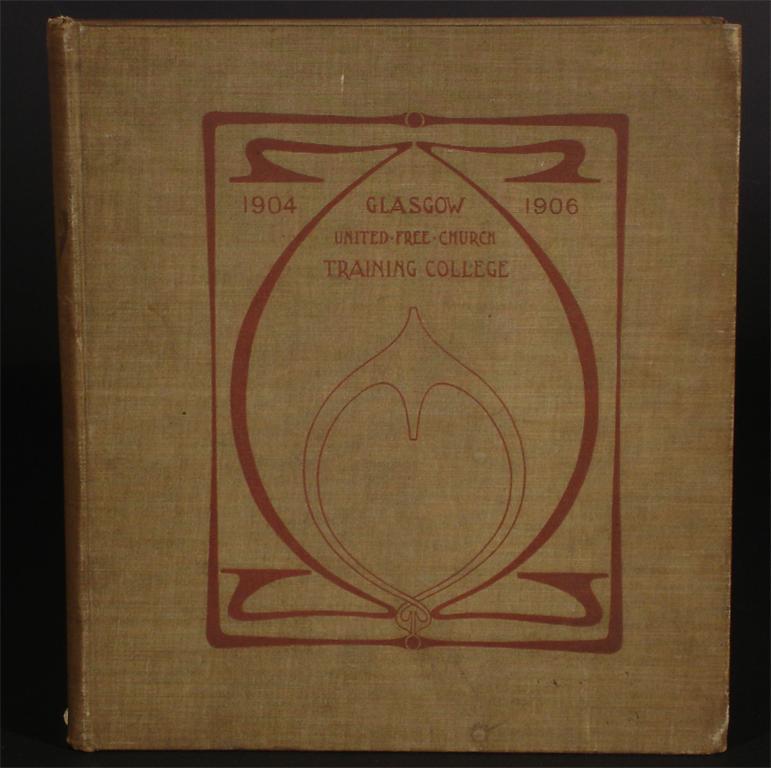 1904 GLASGOW 1906
UNITED·FREE·CHURCH
TRAINING COLLEGE